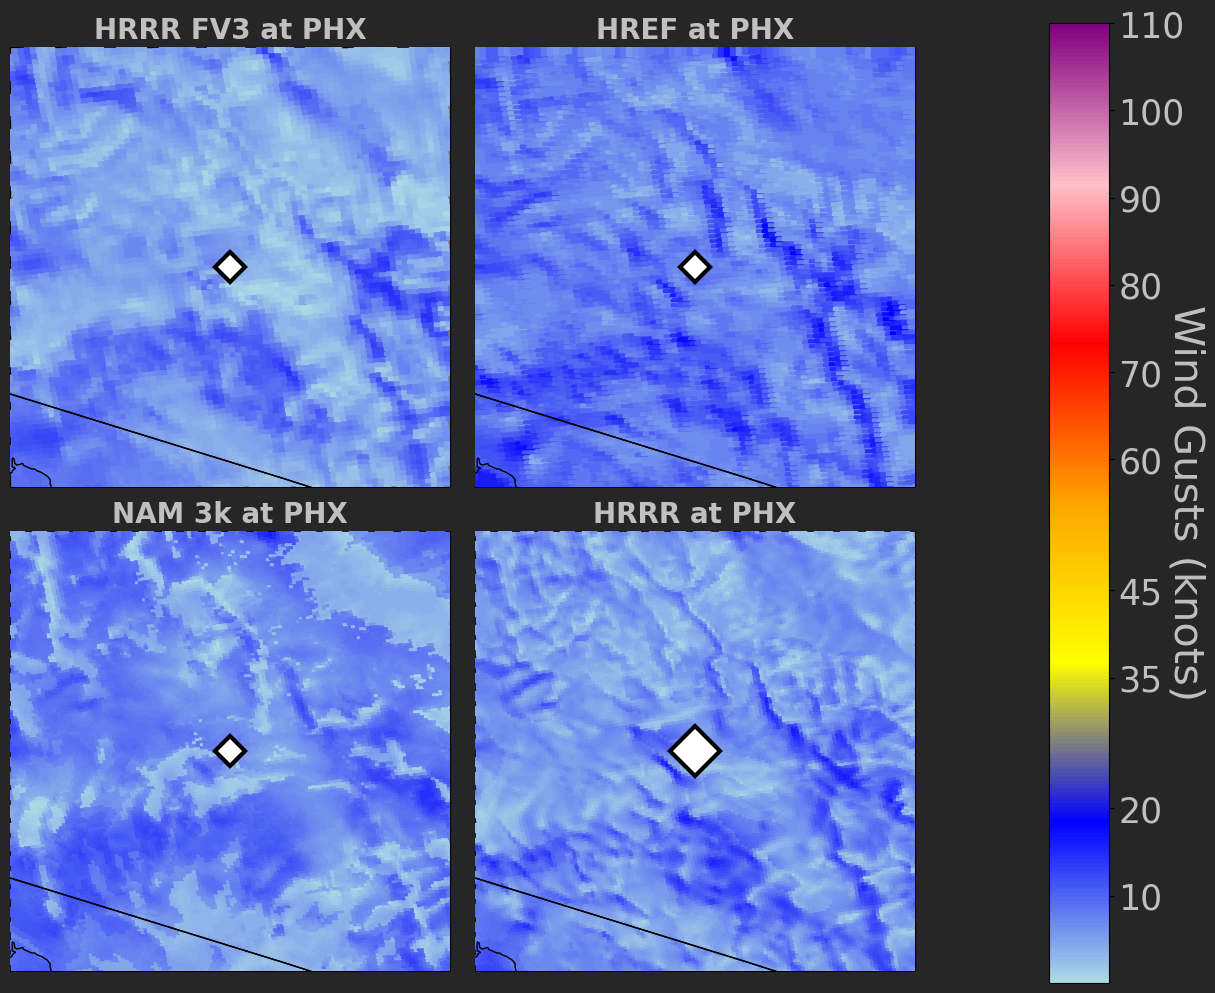 HRRR FV3 at PHX
HREF at PHX
NAM 3k at PHX
HRRR at PHX
110
100
90
80
70
60
45
35
20
10
Wind Gusts (knots)